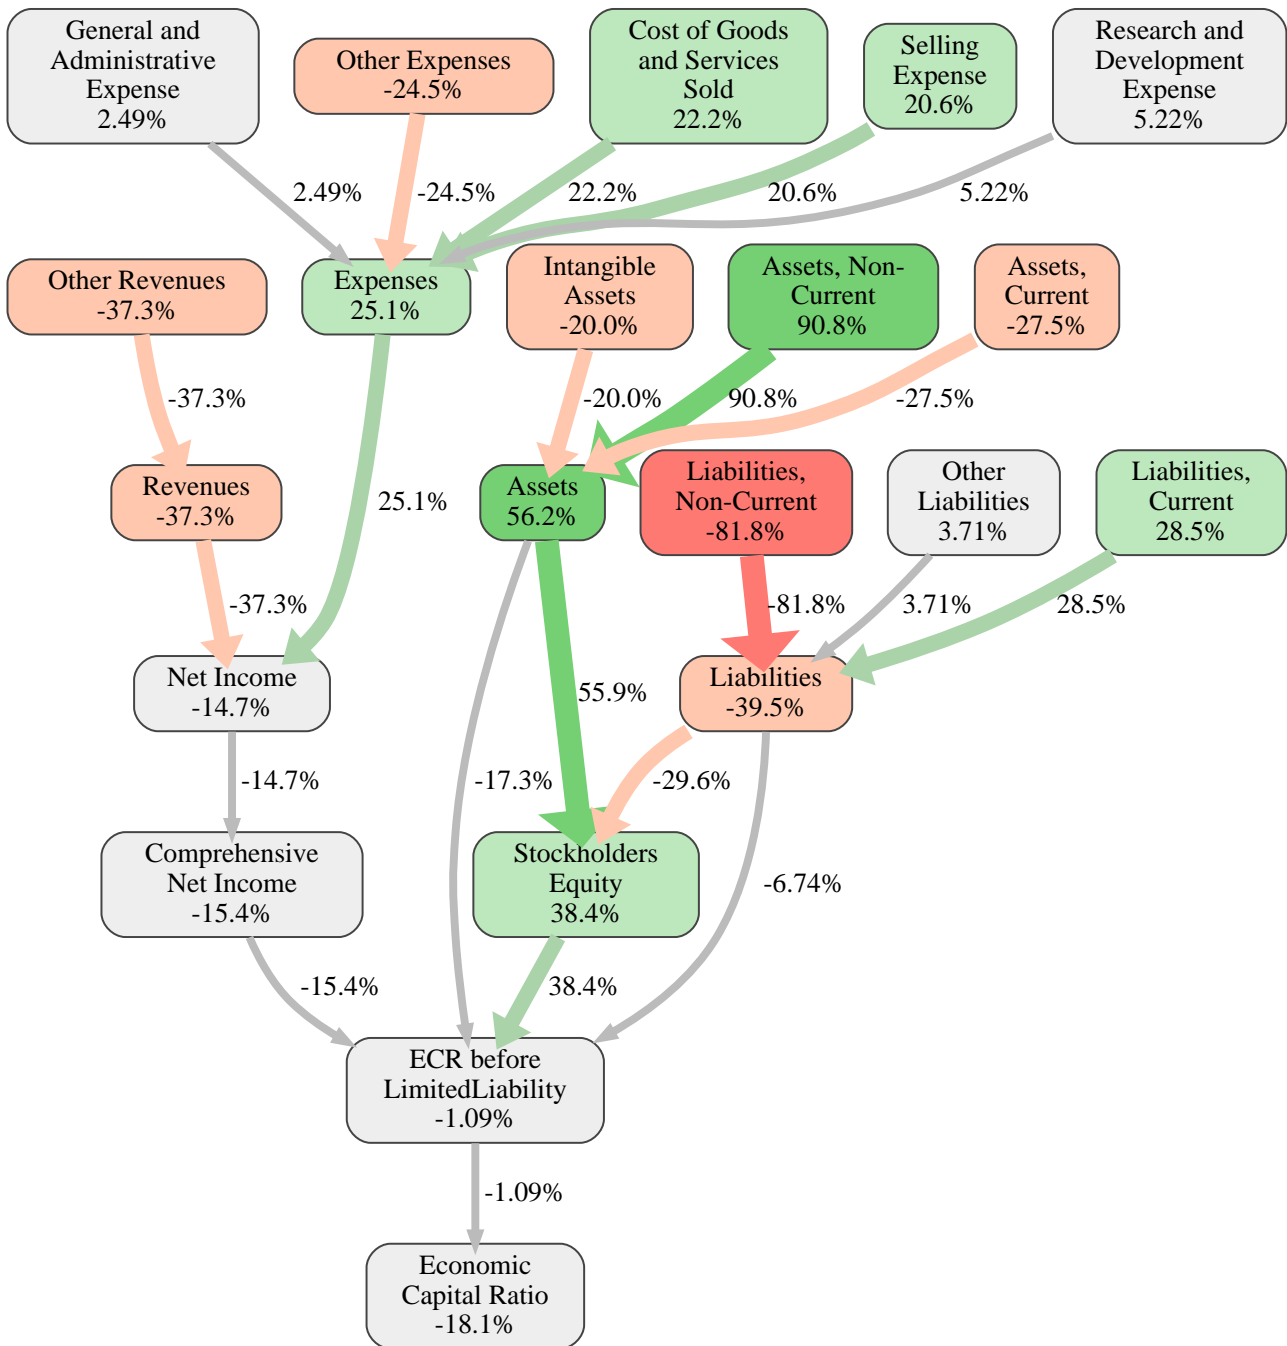 General and
Administrative
Expense
2.49%
Other Expenses
-24.5%
Cost of Goods
and Services
Sold
22.2%
Selling
Expense
20.6%
Research and
Development
Expense
5.22%
2.49%
-24.5%
22.2%
20.6%
5.22%
Other Revenues
-37.3%
Expenses
25.1%
Intangible
Assets
-20.0%
Assets, Non-
Current
90.8%
Assets,
Current
-27.5%
-37.3%
-20.0%
90.8%
-27.5%
Revenues
-37.3%
25.1%
Assets
56.2%
Liabilities,
Non-Current
-81.8%
Other
Liabilities
3.71%
Liabilities,
Current
28.5%
-37.3%
-81.8%
3.71%
28.5%
Net Income
-14.7%
55.9%
Liabilities
-39.5%
-14.7%
-17.3%
-29.6%
Comprehensive
Net Income
-15.4%
Stockholders
Equity
38.4%
-6.74%
-15.4%
38.4%
ECR before
LimitedLiability
-1.09%
-1.09%
Economic
Capital Ratio
-18.1%